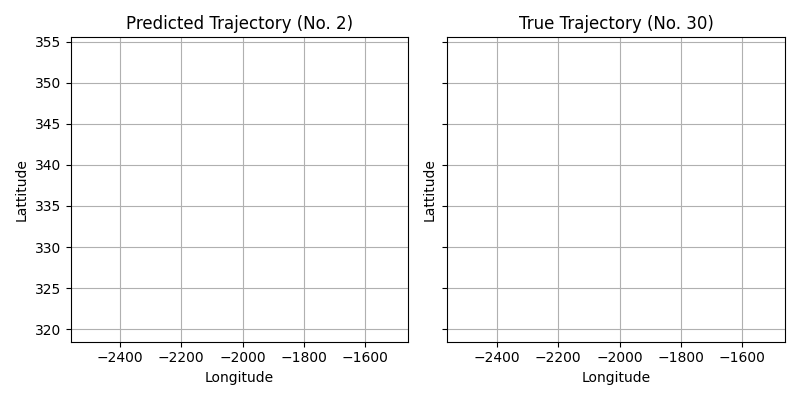 Predicted Trajectory (No. 2)
355
350
345
340
335
330
325
320
Lattitude
−2400 −2200 −2000 −1800 −1600
Longitude
True Trajectory (No. 30)
Lattitude
−2400 −2200 −2000 −1800 −1600
Longitude